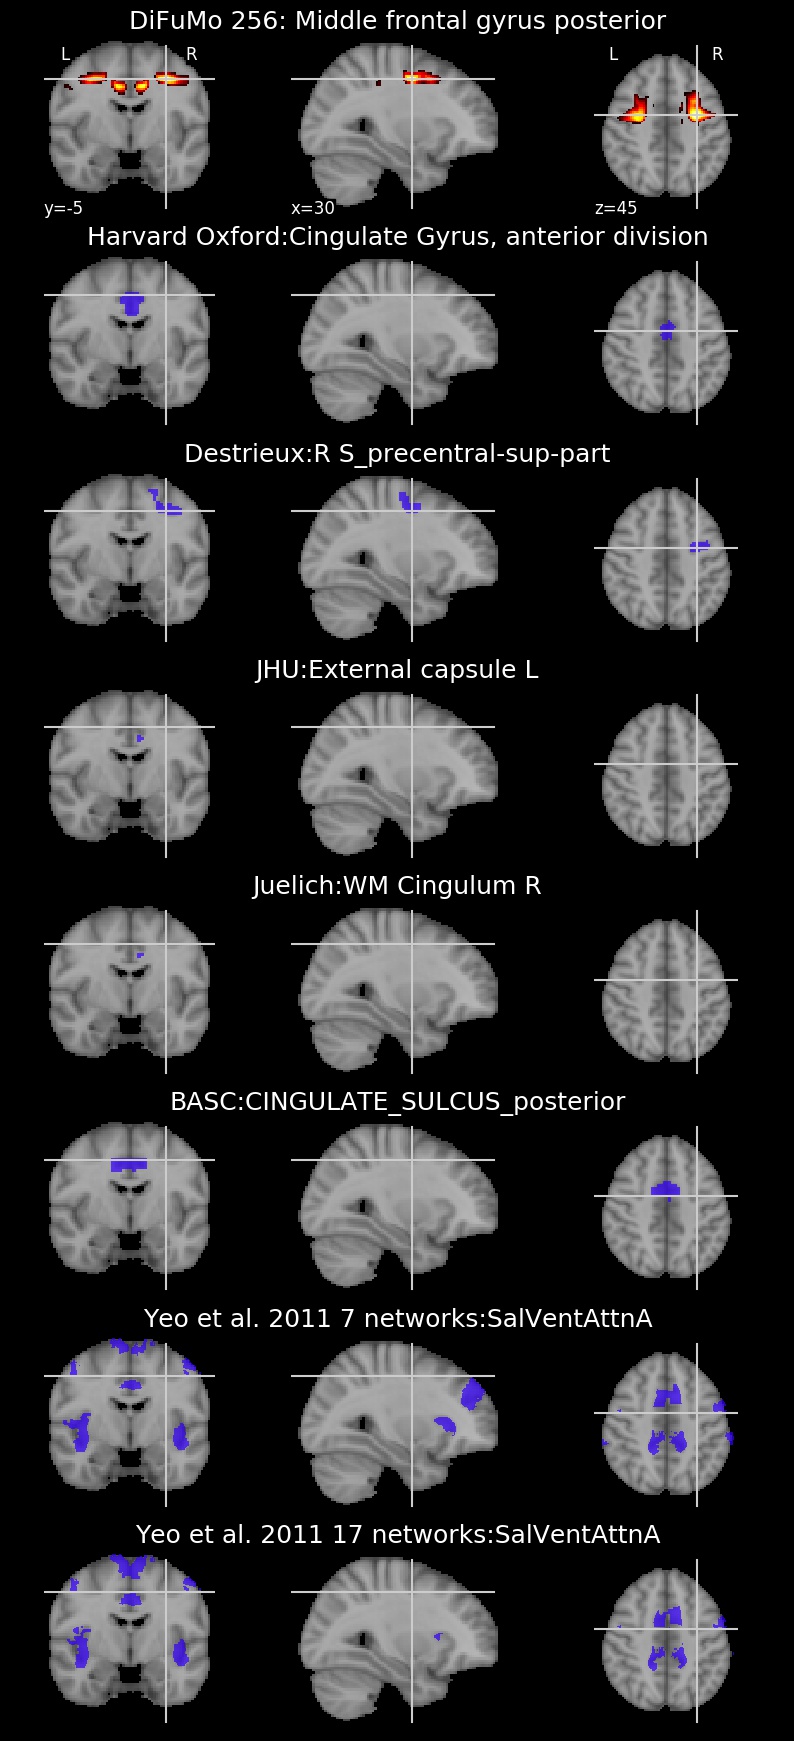 DiFuMo 256: Middle frontal gyrus posterior
L R L R
y=-5 x=30 z=45
Harvard Oxford:Cingulate Gyrus, anterior division
Destrieux:R S_precentral-sup-part
JHU:External capsule L
Juelich:WM Cingulum R
BASC:CINGULATE_SULCUS_posterior
Yeo et al. 2011 7 networks:SalVentAttnA
Yeo et al. 2011 17 networks:SalVentAttnA